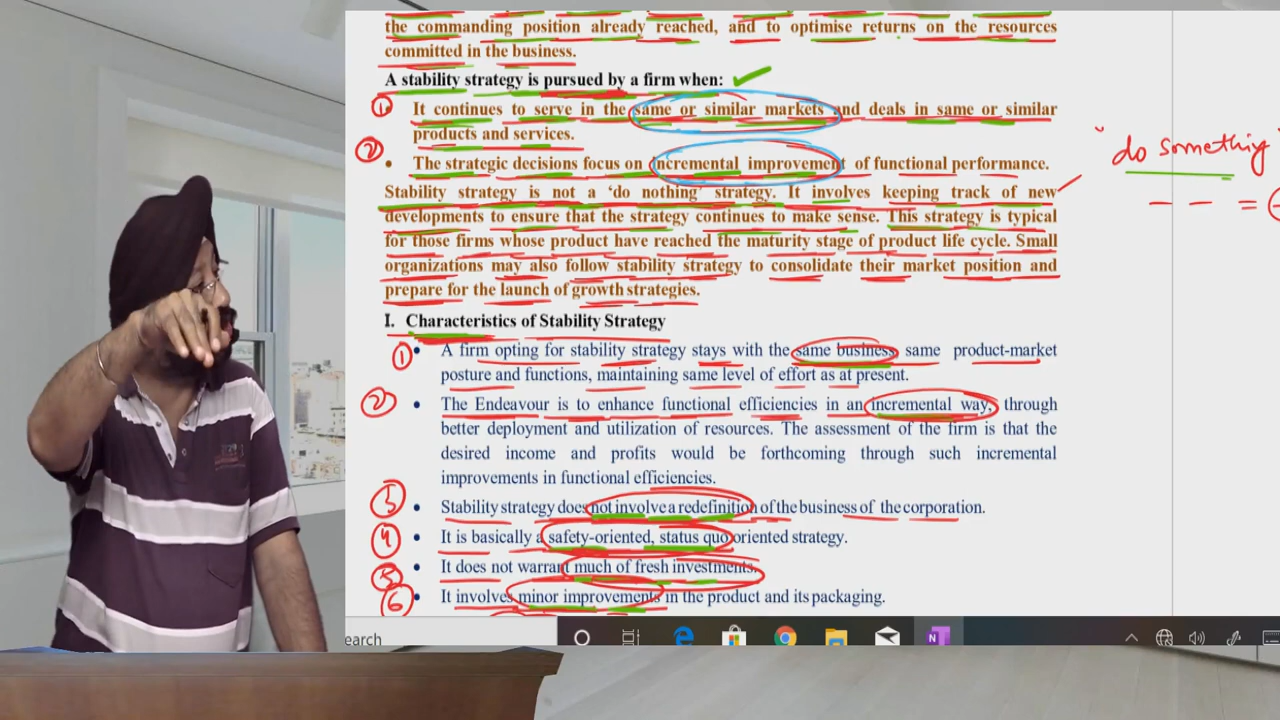 the commanding position already reached, and to optimise returns on the resources
committed in the business.
A stability strategy is pursued by a firm when:
① It continues to serve in the same or similar markets and deals in same or similar
products and services.
② • The strategic decisions focus on incremental improvement of functional performance.
"do something
Stability strategy is not a ‘do nothing’ strategy. It involves keeping track of new
developments to ensure that the strategy continues to make sense. This strategy is typical
for those firms whose product have reached the maturity stage of product life cycle. Small
organizations may also follow stability strategy to consolidate their market position and
prepare for the launch of growth strategies.
I. Characteristics of Stability Strategy
① • A firm opting for stability strategy stays with the same business, same product-market
posture and functions, maintaining same level of effort as at present.
② • The Endeavour is to enhance functional efficiencies in an incremental way, through
better deployment and utilization of resources. The assessment of the firm is that the
desired income and profits would be forthcoming through such incremental
improvements in functional efficiencies.
③ • Stability strategy does not involve a redefinition of the business of the corporation.
④ • It is basically a safety-oriented, status quo oriented strategy.
⑤ • It does not warrant much of fresh investments.
⑥ • It involves minor improvements in the product and its packaging.
earch